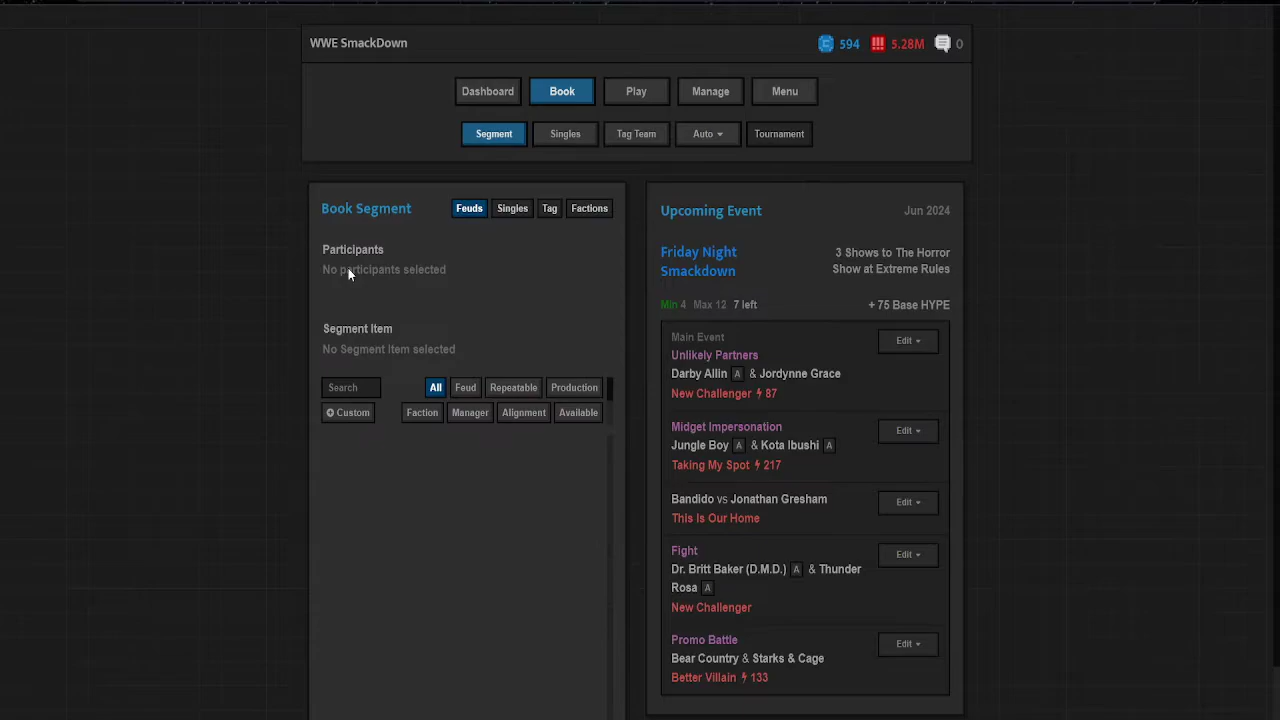 WWE SmackDown
594
5.28M
0
Dashboard
Book
Play
Manage
Menu
Segment
Singles
Tag Team
Auto
Tournament
Book Segment
Feuds
Singles
Tag
Factions
Participants
No participants selected
Segment Item
No Segment Item selected
Search
All
Feud
Repeatable
Production
Custom
Faction
Manager
Alignment
Available
Upcoming Event
Jun 2024
Friday Night
Smackdown
3 Shows to The Horror
Show at Extreme Rules
Min 4 Max 12 7 left
+ 75 Base HYPE
Main Event
Edit
Unlikely Partners
Darby Allin A & Jordynne Grace
New Challenger 87
Midget Impersonation
Edit
Jungle Boy A & Kota Ibushi A
Taking My Spot 217
Bandido vs Jonathan Gresham
Edit
This Is Our Home
Fight
Edit
Dr. Britt Baker (D.M.D.) A & Thunder
Rosa A
New Challenger
Promo Battle
Edit
Bear Country & Starks & Cage
Better Villain 133